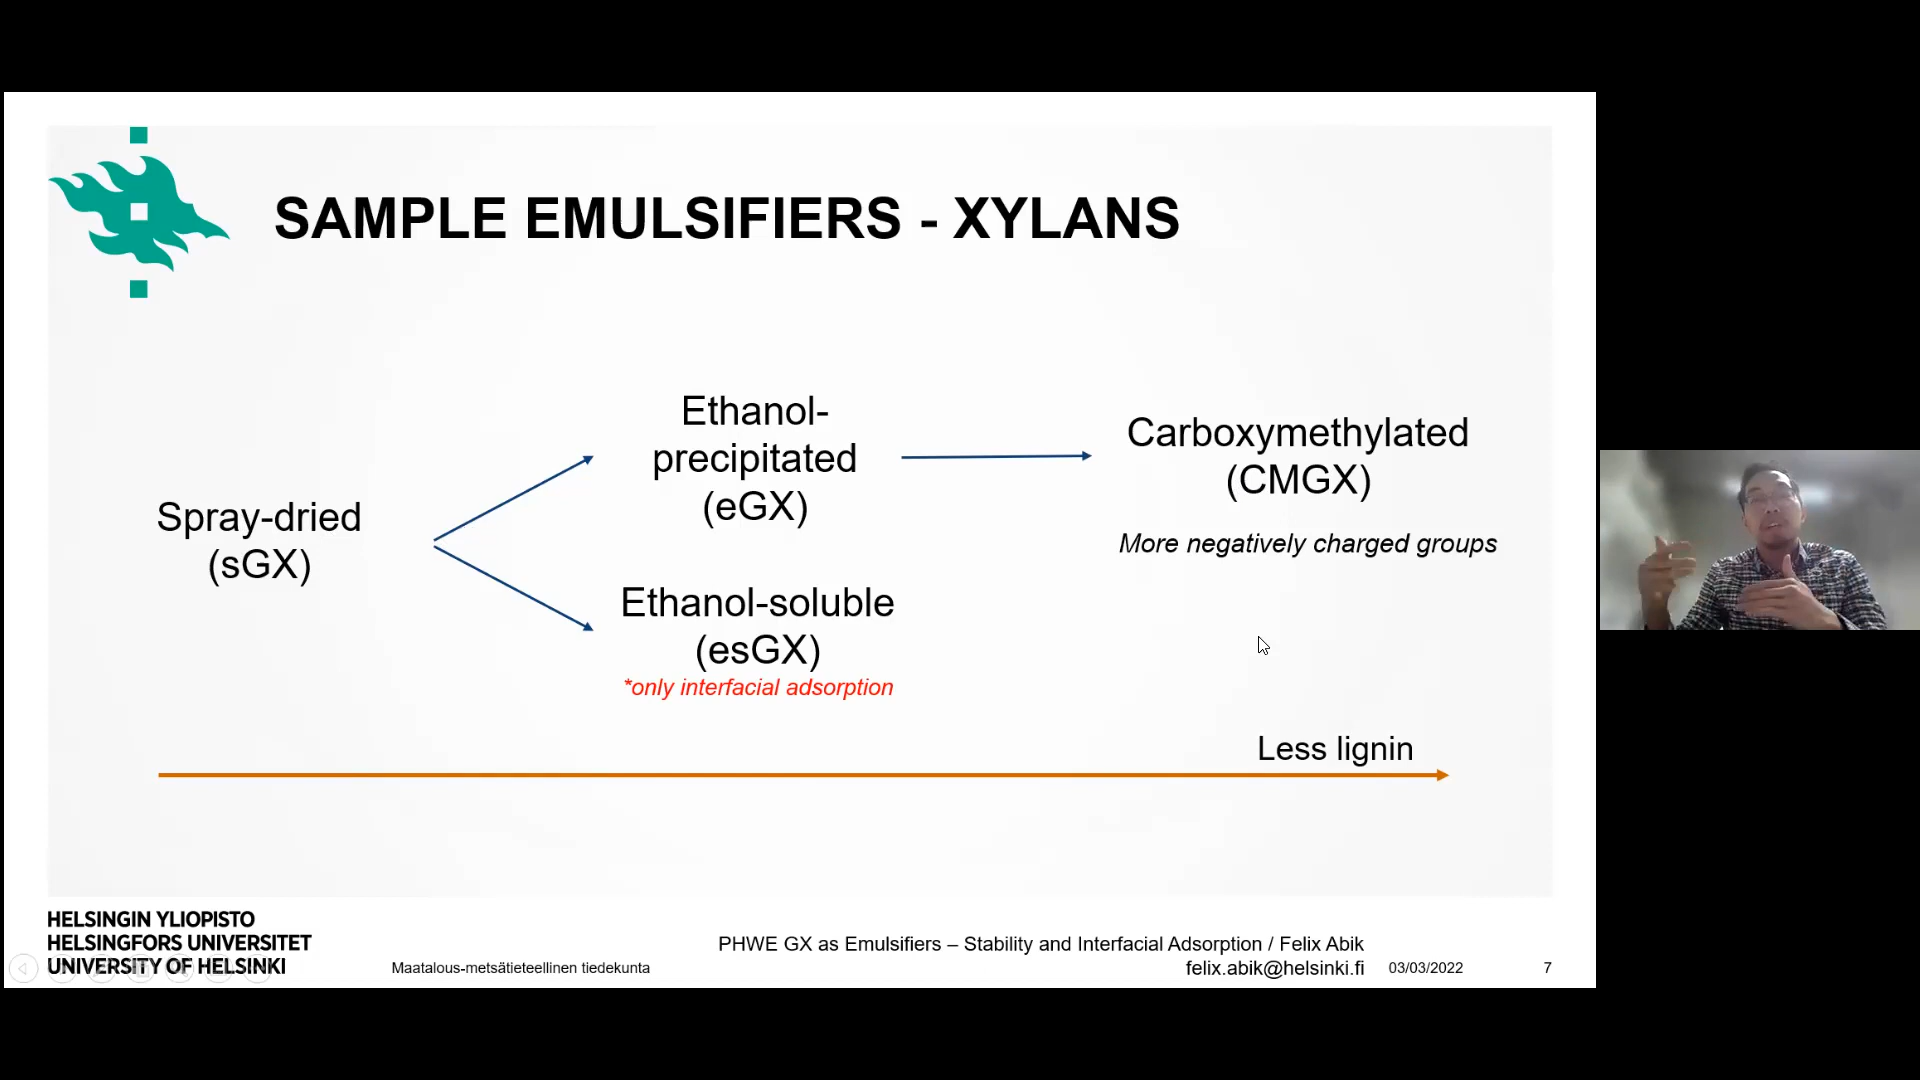 SAMPLE EMULSIFIERS - XYLANS
Spray-dried
(sGX)
Ethanol-
precipitated
(eGX)
Ethanol-soluble
(esGX)
*only interfacial adsorption
Carboxymethylated
(CMGX)
More negatively charged groups
Less lignin
HELSINGIN YLIOPISTO
HELSINGFORS UNIVERSITET
UNIVERSITY OF HELSINKI
Maatalous-metsätieteellinen tiedekunta
PHWE GX as Emulsifiers – Stability and Interfacial Adsorption / Felix Abik
felix.abik@helsinki.fi
03/03/2022
7